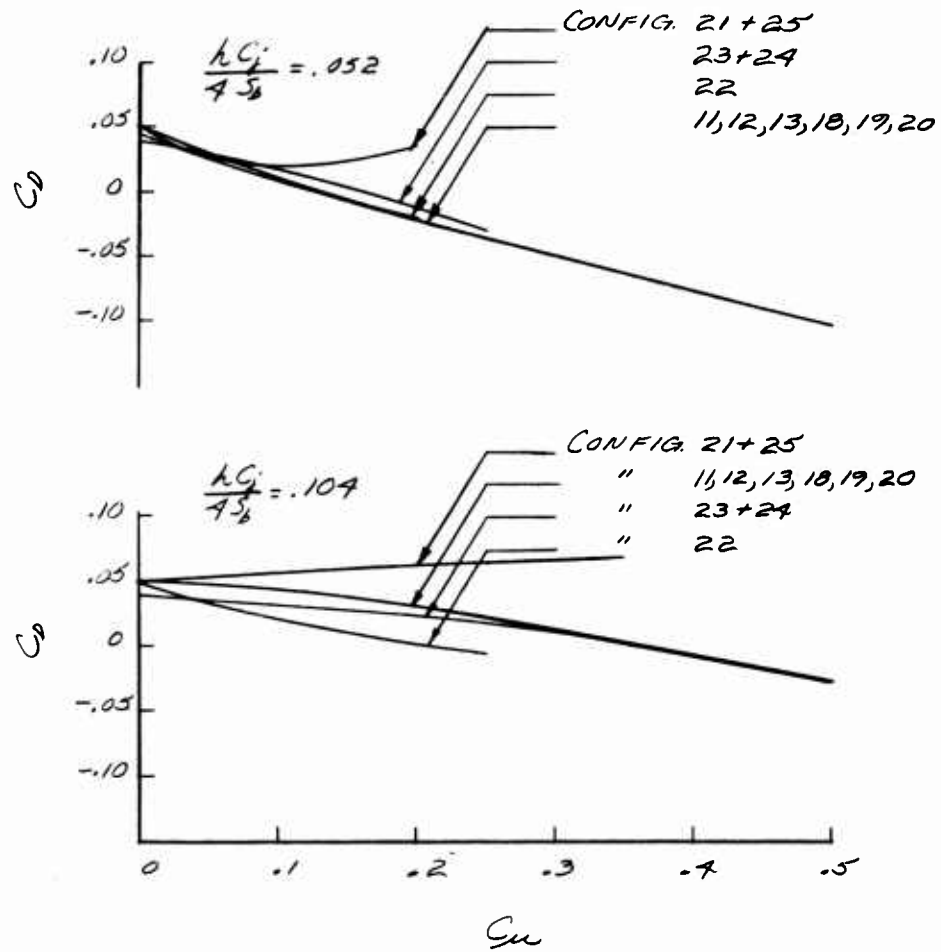 CONFIG. 21+25
23+24
22
11,12,13,18,19,20
hCj/4Sb = .052
.10
.05
0
-.05
-.10
CD
CONFIG. 21+25
" 11,12,13,18,19,20
" 23+24
" 22
hCj/4Sb = .104
.10
.05
0
-.05
-.10
CD
0 .1 .2 .3 .4 .5
Cμ